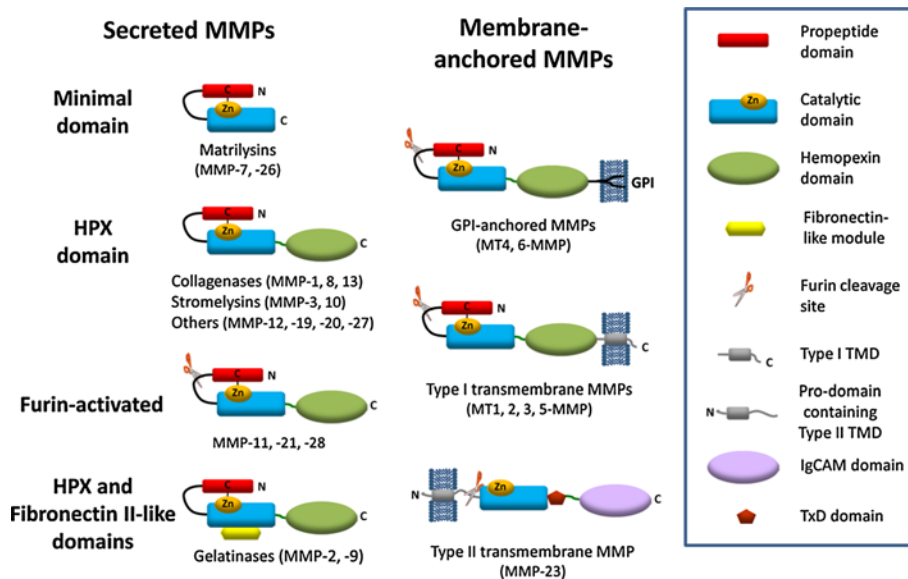 Secreted MMPs
Minimal
domain
C
N
Zn
C
Matrilysins
(MMP-7, -26)
HPX
domain
C
N
Zn
C
Collagenases (MMP-1, 8, 13)
Stromelysins (MMP-3, 10)
Others (MMP-12, -19, -20, -27)
Furin-activated
C
N
Zn
C
MMP-11, -21, -28
HPX and
Fibronectin II-like
domains
C
N
Zn
C
Gelatinases (MMP-2, -9)
Membrane-
anchored MMPs
C
N
Zn
GPI
GPI-anchored MMPs
(MT4, 6-MMP)
C
N
Zn
C
Type I transmembrane MMPs
(MT1, 2, 3, 5-MMP)
N
Zn
C
Type II transmembrane MMP
(MMP-23)
Propeptide
domain
Zn
Catalytic
domain
Hemopexin
domain
Fibronectin-
like module
Furin cleavage
site
C
Type I TMD
N
Pro-domain
containing
Type II TMD
IgCAM domain
TxD domain